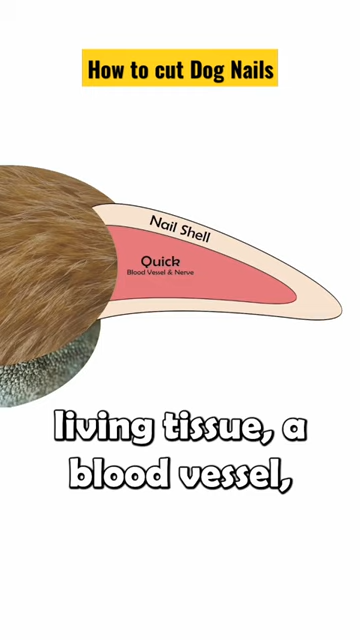 How to cut Dog Nails
Nail Shell
Quick
Blood Vessel & Nerve
living tissue, a
blood vessel,